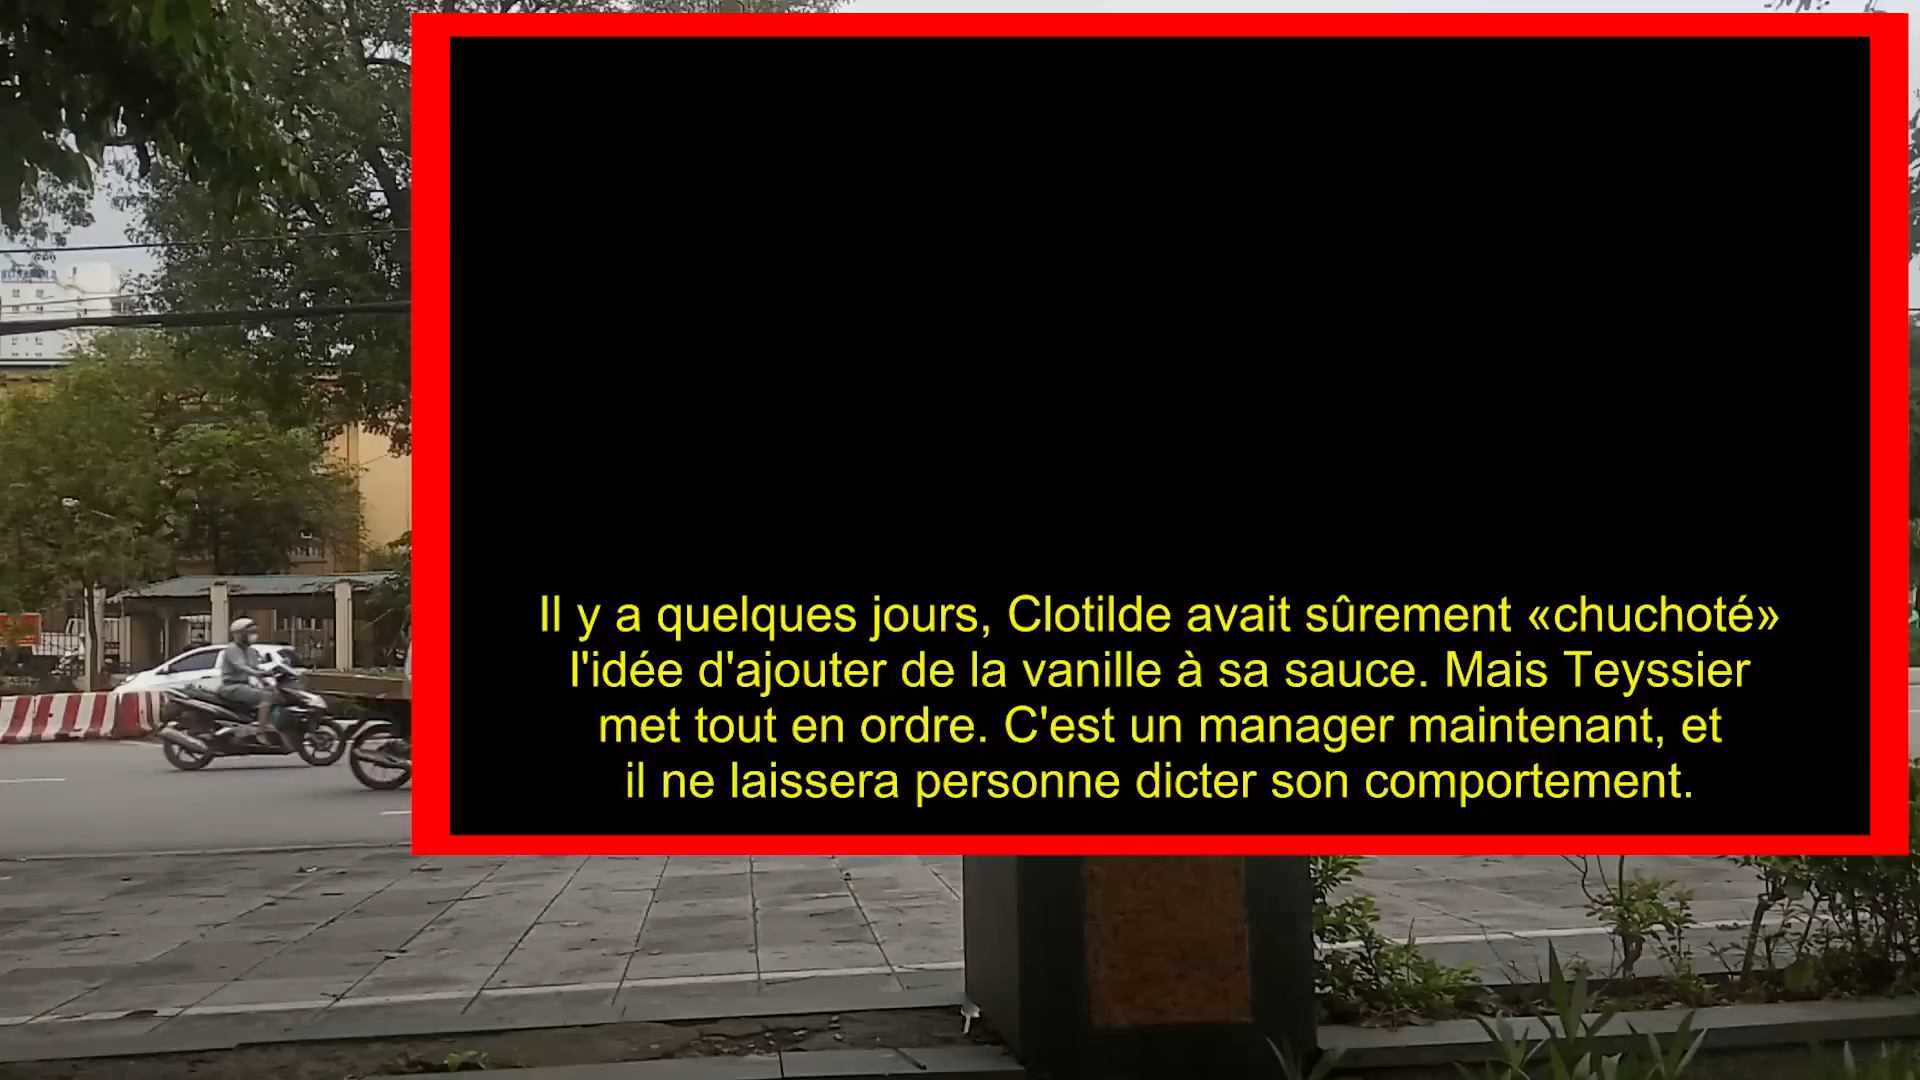 Il y a quelques jours, Clotilde avait sûrement «chuchoté»
l'idée d'ajouter de la vanille à sa sauce. Mais Teyssier
met tout en ordre. C'est un manager maintenant, et
il ne laissera personne dicter son comportement.